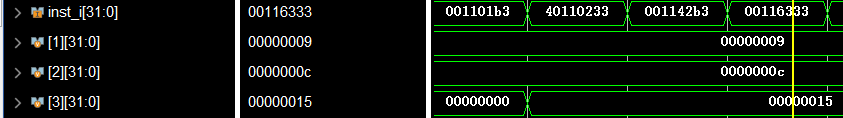 inst_i[31:0] 00116333 001101b3 40110233 001142b3 00116333
[1][31:0] 00000009 00000009
[2][31:0] 0000000c 0000000c
[3][31:0] 00000015 00000000 00000015